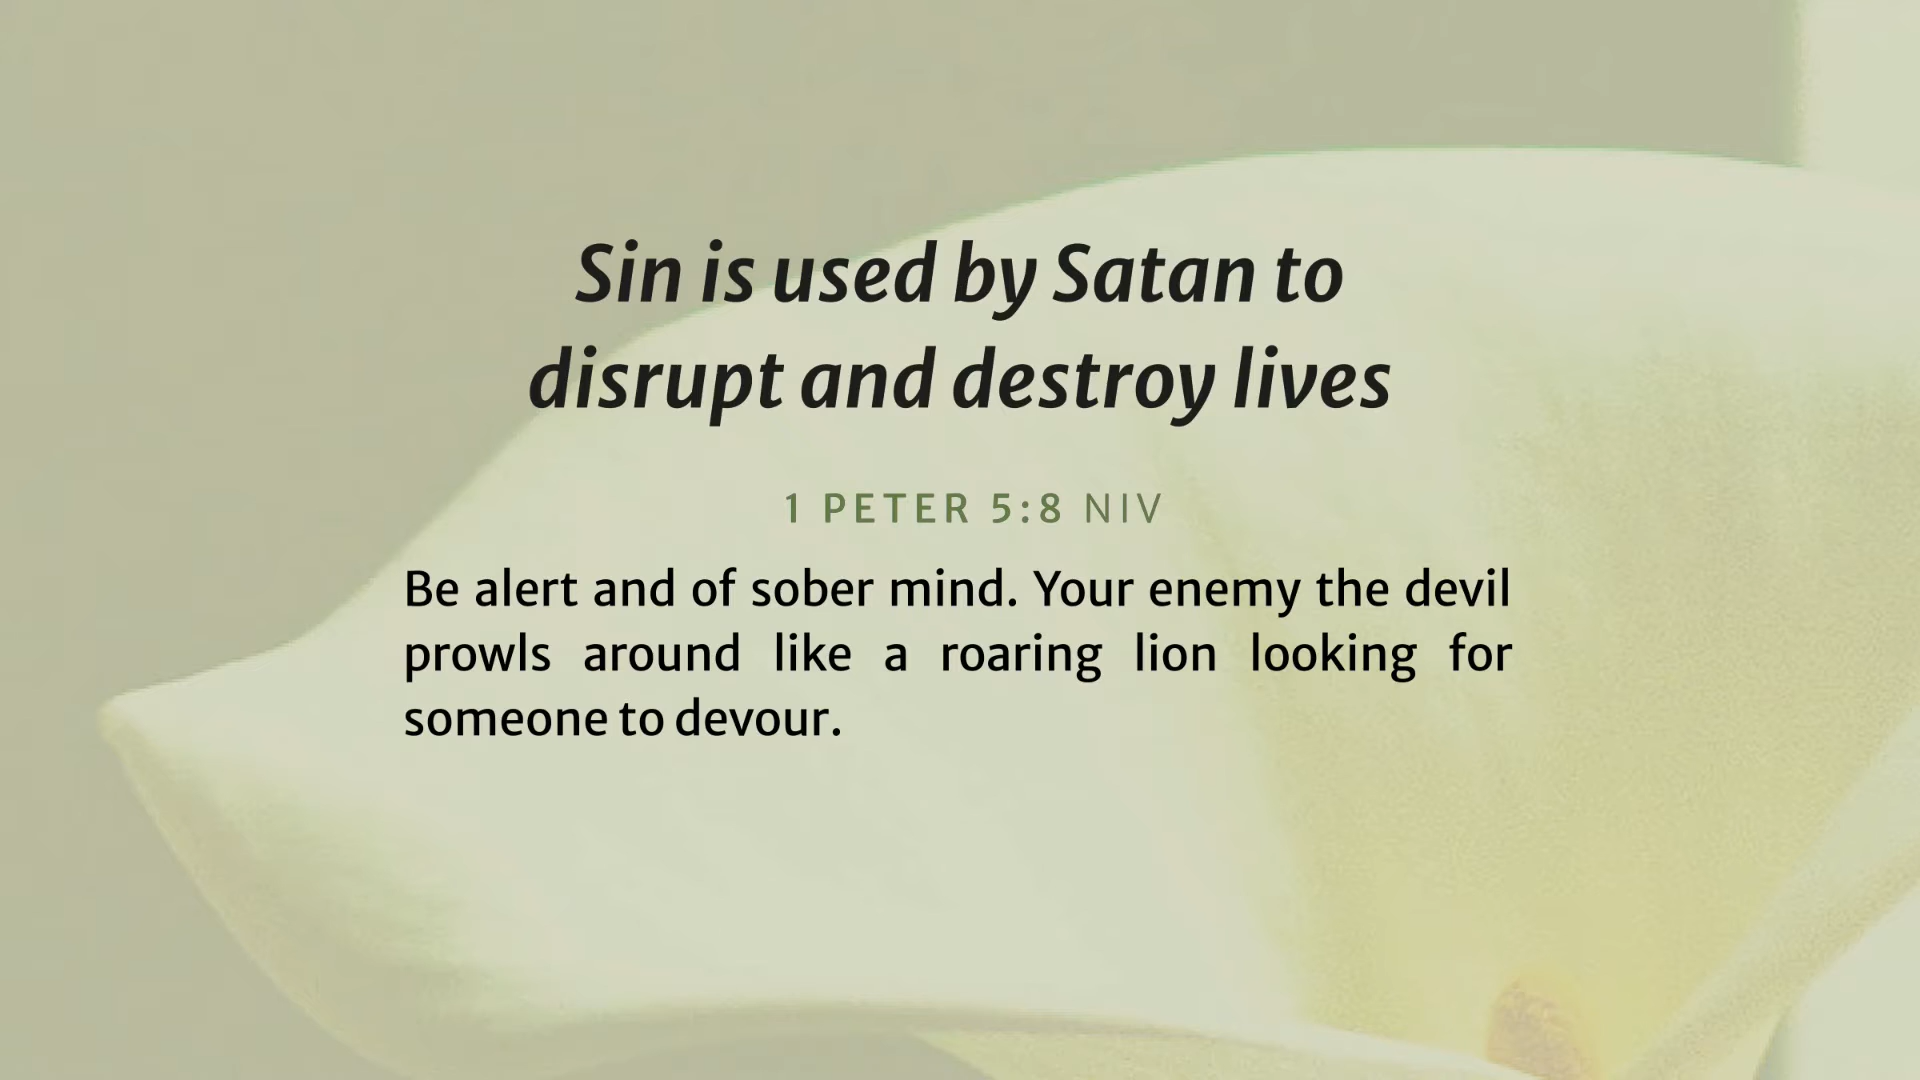 Sin is used by Satan to
disrupt and destroy lives
1 PETER 5:8 NIV
Be alert and of sober mind. Your enemy the devil
prowls around like a roaring lion looking for
someone to devour.